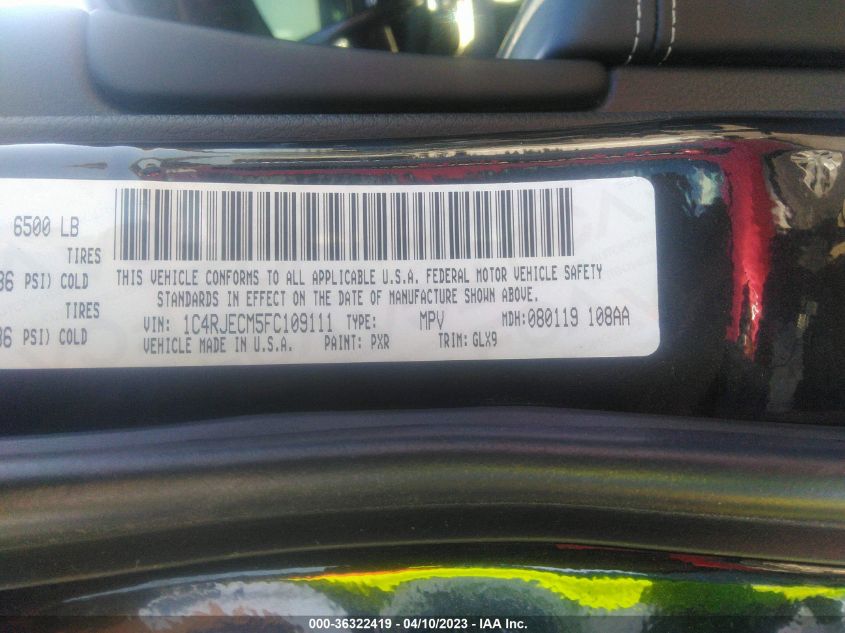 6500 LB
TIRES
36 PSI) COLD
TIRES
36 PSI) COLD
THIS VEHICLE CONFORMS TO ALL APPLICABLE U.S.A. FEDERAL MOTOR VEHICLE SAFETY
STANDARDS IN EFFECT ON THE DATE OF MANUFACTURE SHOWN ABOVE.
VIN: 1C4RJECM5FC109111 TYPE: MPV MDH: 080119 108AA
VEHICLE MADE IN U.S.A. PAINT: PXR TRIM: GLX9
000-36322419 - 04/10/2023 - © IAA Inc.